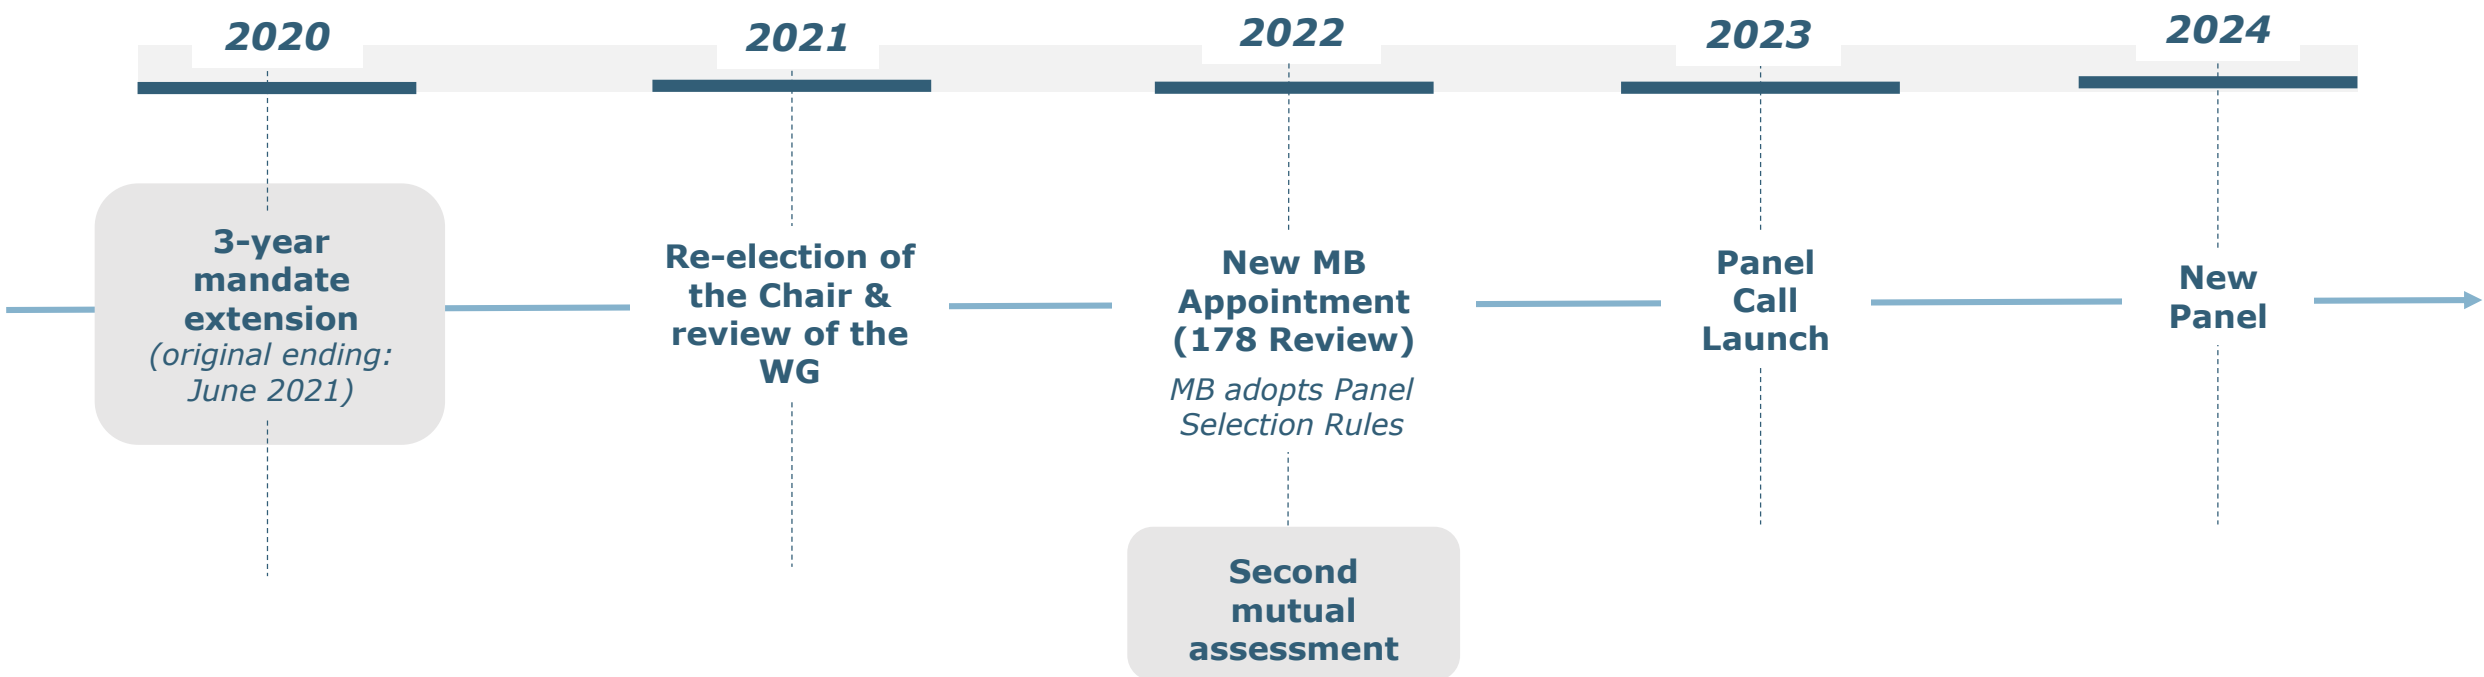 2020
2021
2022
2023
2024
3-year
mandate
extension
(original ending:
June 2021)
Re-election of
the Chair &
review of the
WG
New MB
Appointment
(178 Review)
MB adopts Panel
Selection Rules
Second
mutual
assessment
Panel
Call
Launch
New
Panel